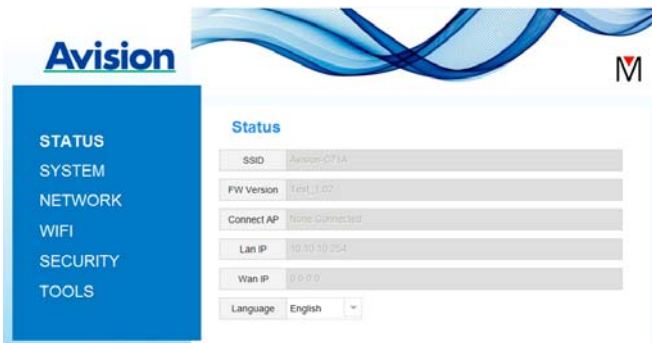 Avision
STATUS
SYSTEM
NETWORK
WIFI
SECURITY
TOOLS
Status
SSID Avision-C71A
FW Version Test_1.02
Connect AP None Connected
Lan IP 10.10.10.254
Wan IP 0.0.0.0
Language English